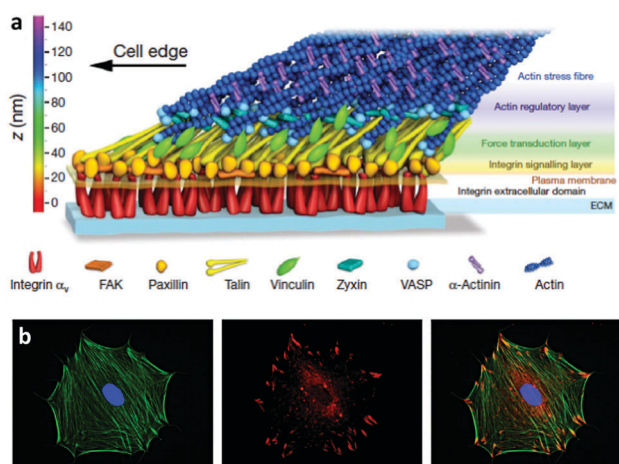 a
z (nm)
140
120
100
80
60
40
20
0
Cell edge
Actin stress fibre
Actin regulatory layer
Force transduction layer
Integrin signalling layer
Plasma membrane
Integrin extracellular domain
ECM
Integrin αv FAK Paxillin Talin Vinculin Zyxin VASP α-Actinin Actin
b